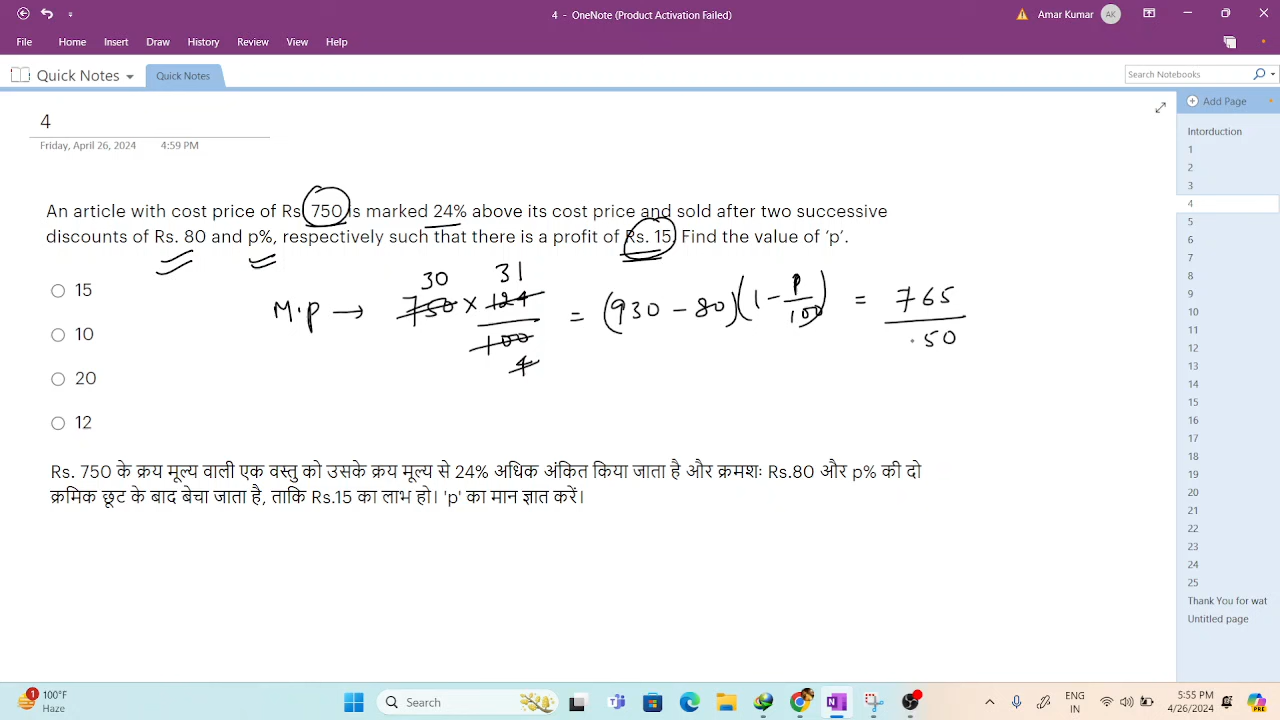 4 - OneNote (Product Activation Failed)
Amar Kumar AK
File Home Insert Draw History Review View Help
Quick Notes
Quick Notes
Search Notebooks
4
Friday, April 26, 2024 4:59 PM
Add Page
Intorduction
1
2
3
4
5
6
7
8
9
10
11
12
13
14
15
16
17
18
19
20
21
22
23
24
25
Thank You for wat
Untitled page
An article with cost price of Rs 750 is marked 24% above its cost price and sold after two successive
discounts of Rs. 80 and p%, respectively such that there is a profit of Rs. 15. Find the value of 'p'.
15
10
20
12
30 31
M.p → 750 × 124 = (930 - 80) (1 - p = 765
100 100) .50
4
Rs. 750 के क्रय मूल्य वाली एक वस्तु को उसके क्रय मूल्य से 24% अधिक अंकित किया जाता है और क्रमशः Rs.80 और p% की दो
क्रमिक छूट के बाद बेचा जाता है, ताकि Rs.15 का लाभ हो। 'p' का मान ज्ञात करें।
1
100°F
Haze
Search
ENG
IN
5:55 PM
4/26/2024